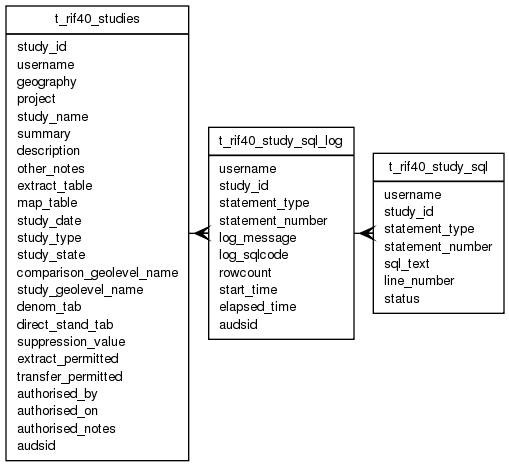 t_rif40_studies
study_id
username
geography
project
study_name
summary
description
other_notes
extract_table
map_table
study_date
study_type
study_state
comparison_geolevel_name
study_geolevel_name
denom_tab
direct_stand_tab
suppression_value
extract_permitted
transfer_permitted
authorised_by
authorised_on
authorised_notes
audsid
t_rif40_study_sql_log
username
study_id
statement_type
statement_number
log_message
log_sqlcode
rowcount
start_time
elapsed_time
audsid
t_rif40_study_sql
username
study_id
statement_type
statement_number
sql_text
line_number
status